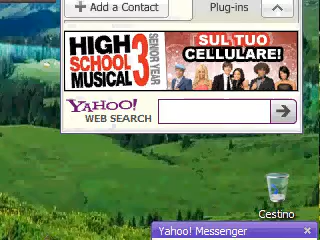 + Add a Contact
Plug-ins
HIGH SCHOOL MUSICAL 3 SENIOR YEAR
SUL TUO CELLULARE!
YAHOO!
WEB SEARCH
Cestino
Yahoo! Messenger